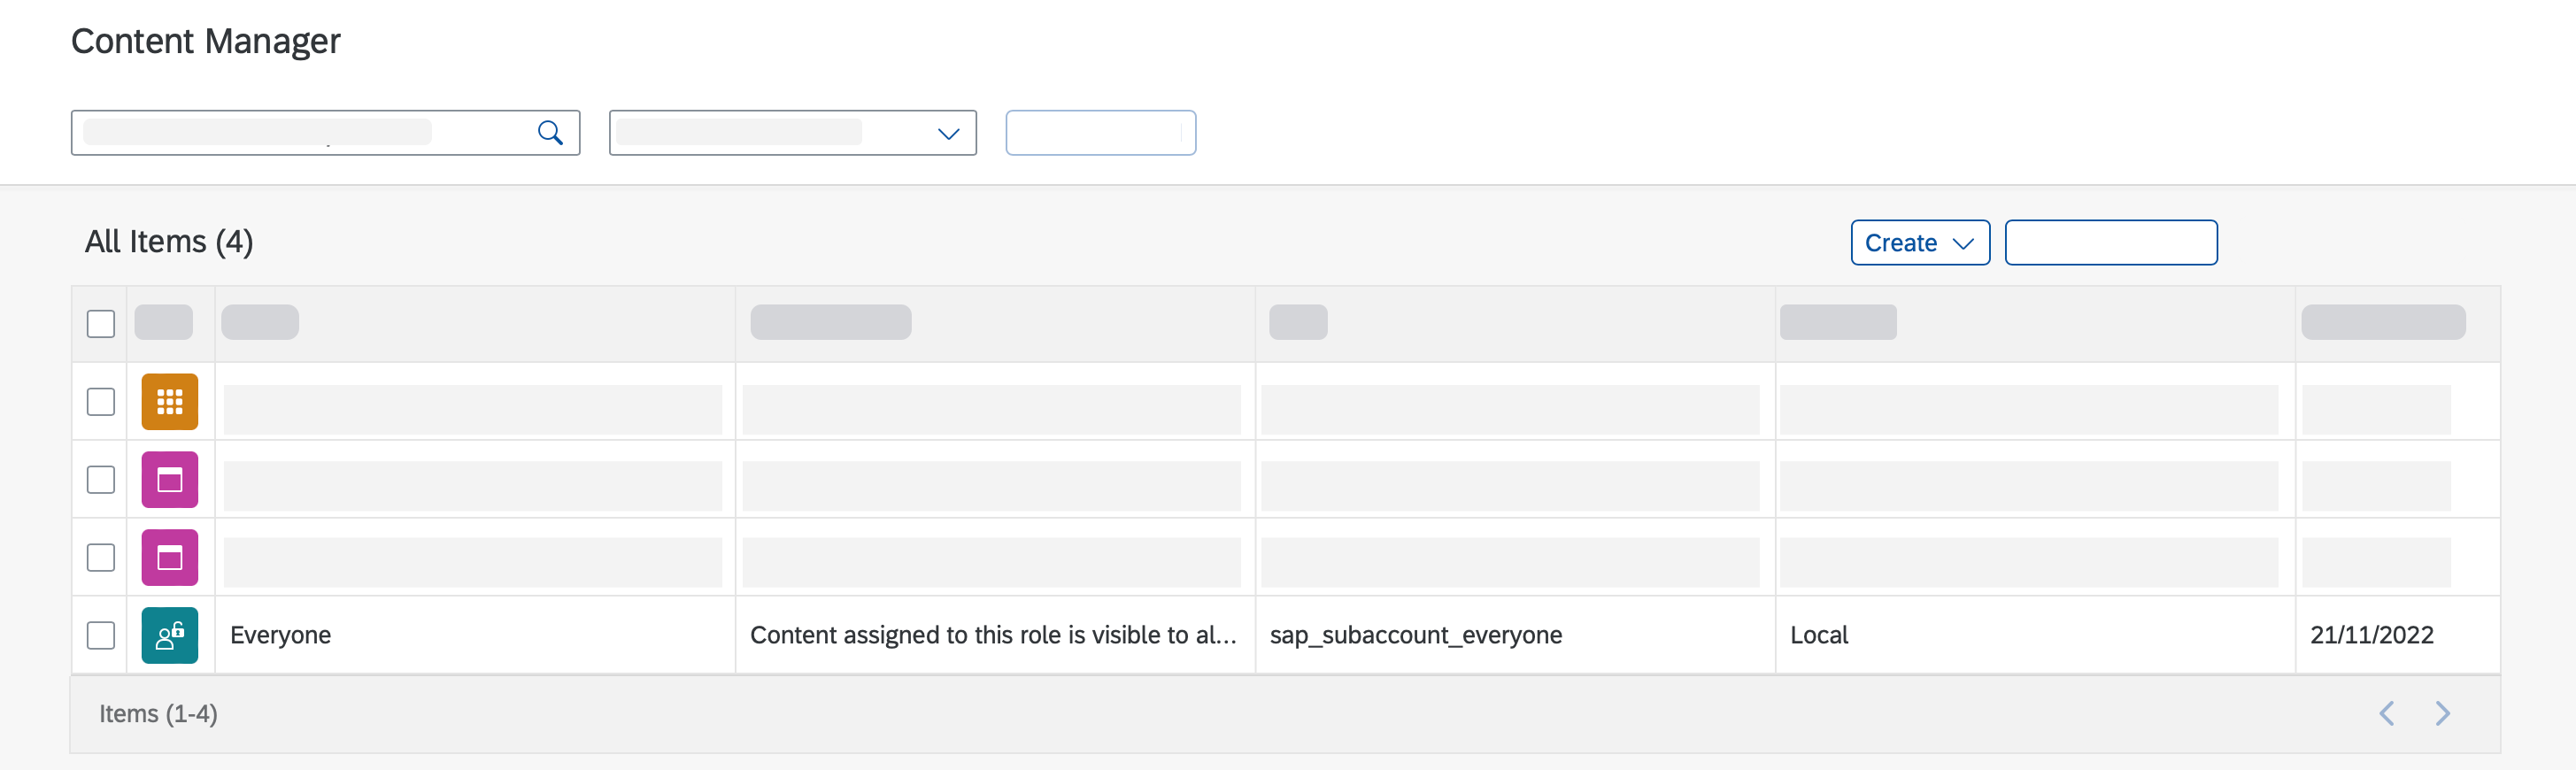 Content Manager
All Items (4)
Create
Everyone
Content assigned to this role is visible to al...
sap_subaccount_everyone
Local
21/11/2022
Items (1-4)